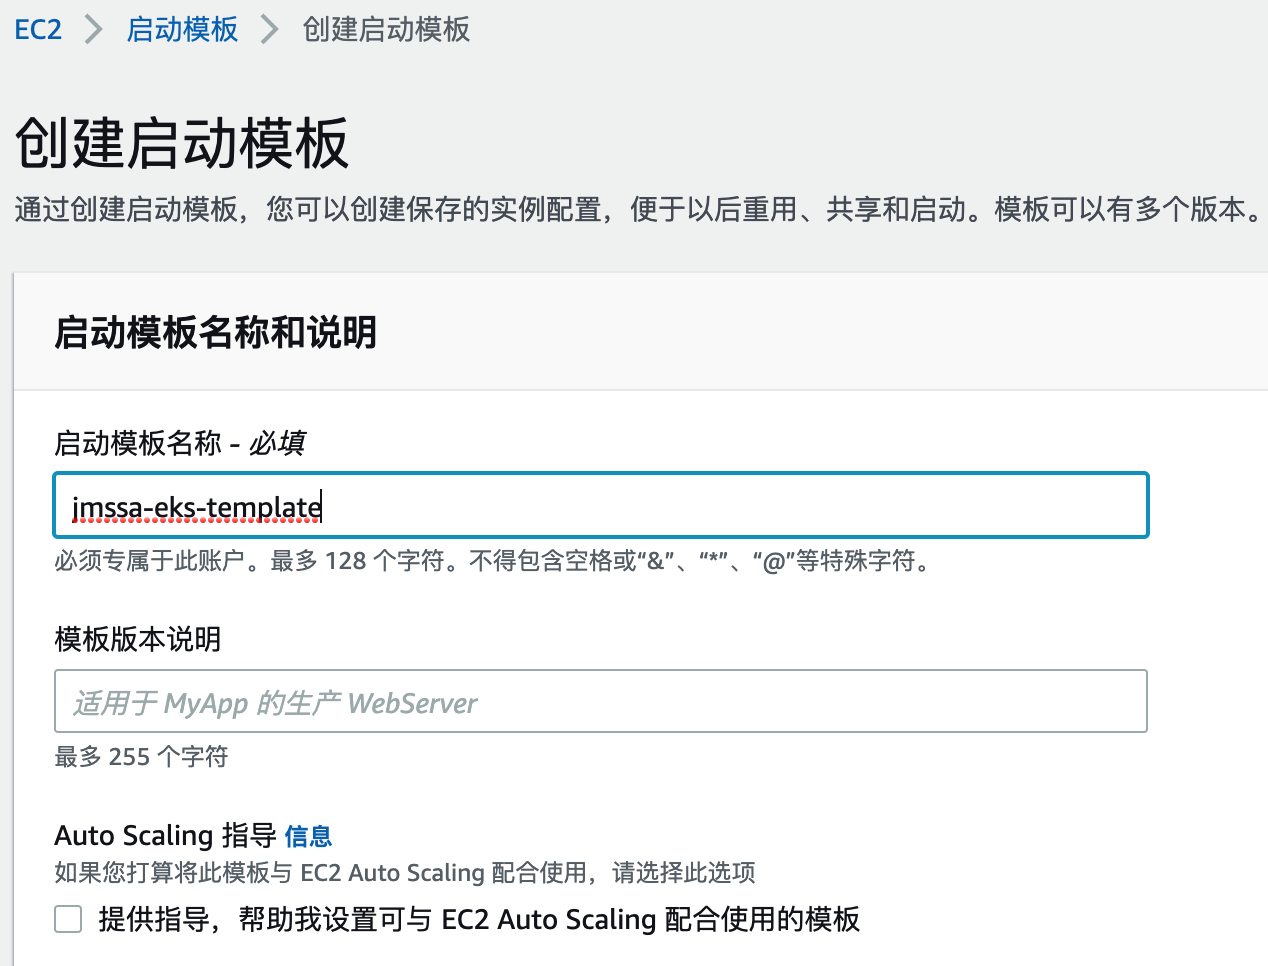 EC2 > 启动模板 > 创建启动模板
创建启动模板
通过创建启动模板，您可以创建保存的实例配置，便于以后重用、共享和启动。模板可以有多个版本。
启动模板名称和说明
启动模板名称 - 必填
jmssa-eks-template
必须专属于此账户。最多 128 个字符。不得包含空格或“&”、“*”、“@”等特殊字符。
模板版本说明
适用于 MyApp 的生产 WebServer
最多 255 个字符
Auto Scaling 指导 信息
如果您打算将此模板与 EC2 Auto Scaling 配合使用，请选择此选项
提供指导，帮助我设置可与 EC2 Auto Scaling 配合使用的模板